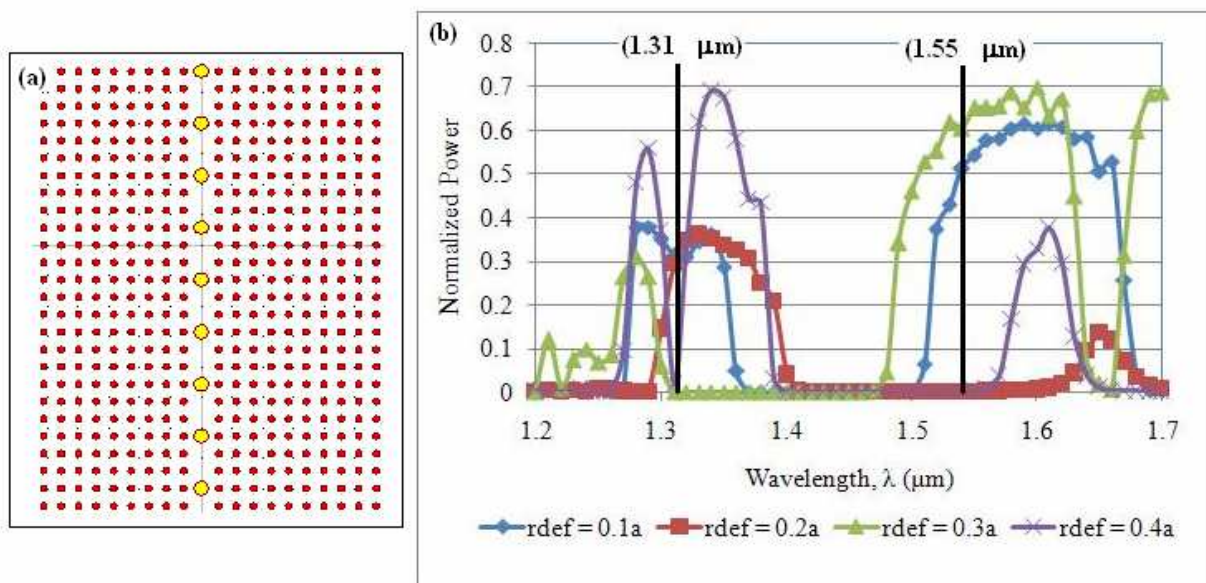 (a)
(b)
(1.31 μm)
(1.55 μm)
0.8
0.7
0.6
0.5
0.4
0.3
0.2
0.1
0
Normalized Power
1.2 1.3 1.4 1.5 1.6 1.7
Wavelength, λ (μm)
rdef = 0.1a rdef = 0.2a rdef = 0.3a rdef = 0.4a